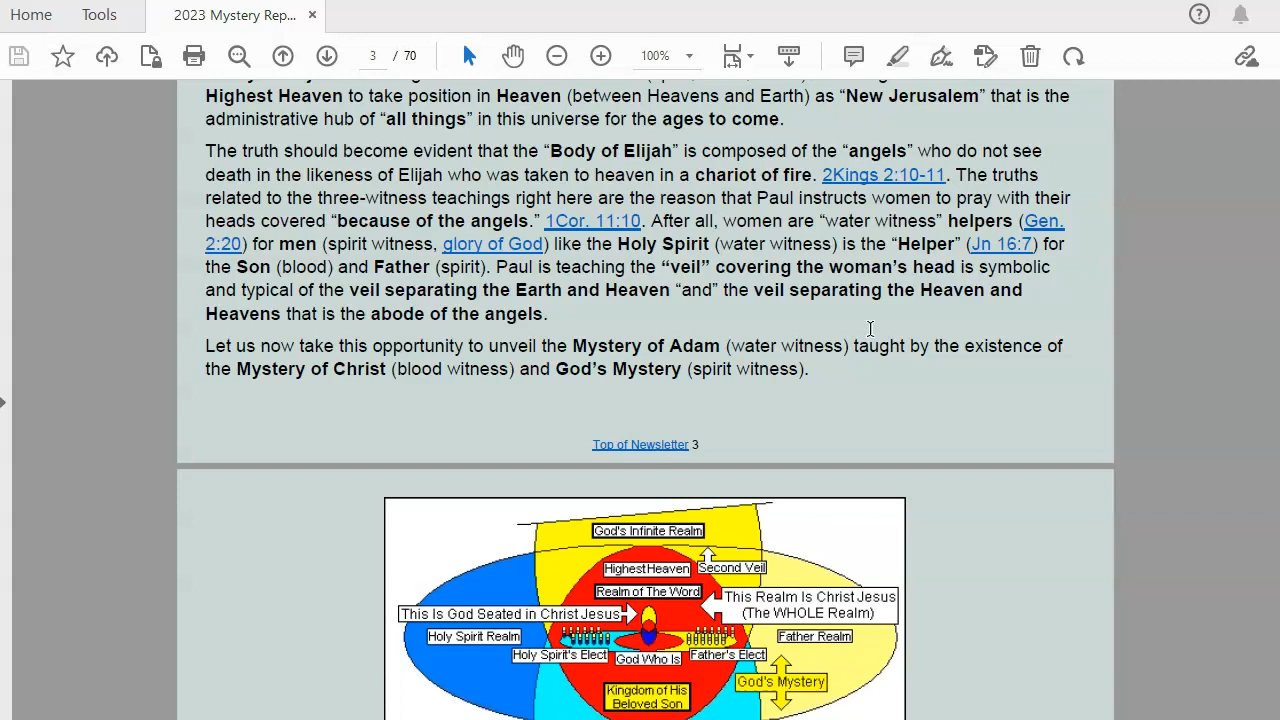 Home
Tools
2023 Mystery Rep...
3 / 70
100%
Highest Heaven to take position in Heaven (between Heavens and Earth) as “New Jerusalem” that is the
administrative hub of “all things” in this universe for the ages to come.
The truth should become evident that the “Body of Elijah” is composed of the “angels” who do not see
death in the likeness of Elijah who was taken to heaven in a chariot of fire. 2Kings 2:10-11. The truths
related to the three-witness teachings right here are the reason that Paul instructs women to pray with their
heads covered “because of the angels.” 1Cor. 11:10. After all, women are “water witness” helpers (Gen.
2:20) for men (spirit witness, glory of God) like the Holy Spirit (water witness) is the “Helper” (Jn 16:7) for
the Son (blood) and Father (spirit). Paul is teaching the “veil” covering the woman’s head is symbolic
and typical of the veil separating the Earth and Heaven “and” the veil separating the Heaven and
Heavens that is the abode of the angels.
Let us now take this opportunity to unveil the Mystery of Adam (water witness) taught by the existence of
the Mystery of Christ (blood witness) and God’s Mystery (spirit witness).
Top of Newsletter 3
God's Infinite Realm
Highest Heaven
Second Veil
Realm of The Word
This Realm Is Christ Jesus
(The WHOLE Realm)
This Is God Seated in Christ Jesus
Holy Spirit Realm
Father Realm
Holy Spirit's Elect
God Who Is
Father's Elect
God's Mystery
Kingdom of His
Beloved Son